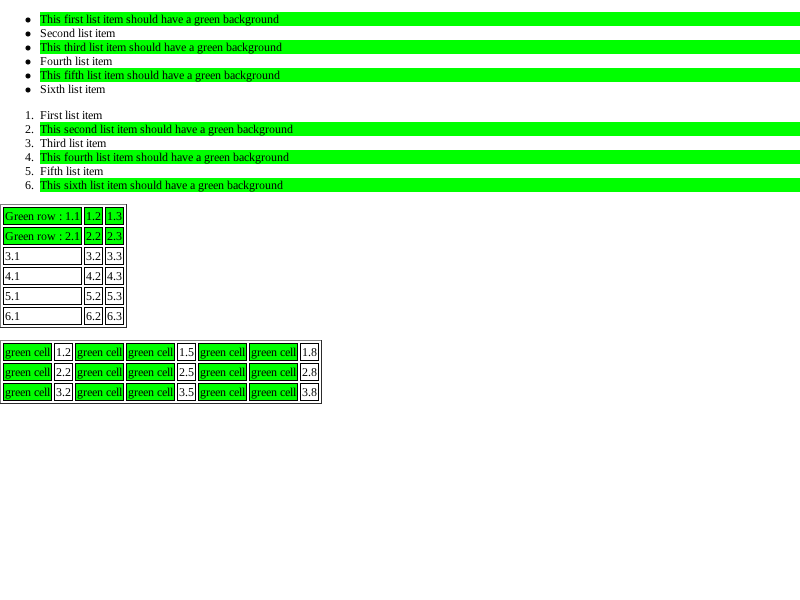 • This first list item should have a green background
• Second list item
• This third list item should have a green background
• Fourth list item
• This fifth list item should have a green background
• Sixth list item
1. First list item
2. This second list item should have a green background
3. Third list item
4. This fourth list item should have a green background
5. Fifth list item
6. This sixth list item should have a green background
Green row : 1.1 1.2 1.3
Green row : 2.1 2.2 2.3
3.1 3.2 3.3
4.1 4.2 4.3
5.1 5.2 5.3
6.1 6.2 6.3
green cell 1.2 green cell green cell 1.5 green cell green cell 1.8
green cell 2.2 green cell green cell 2.5 green cell green cell 2.8
green cell 3.2 green cell green cell 3.5 green cell green cell 3.8